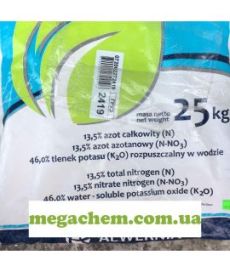 2419
masa netto
net weight
25 kg
13,5% azot całkowity (N)
13,5% azot azotanowy (N-NO₃)
46,0% tlenek potasu (K₂O) rozpuszczalny w wodzie
13,5% total nitrogen (N)
13,5% nitrate nitrogen (N-NO₃)
46,0% water - soluble potassium oxide (K₂O)
megachem.com.ua